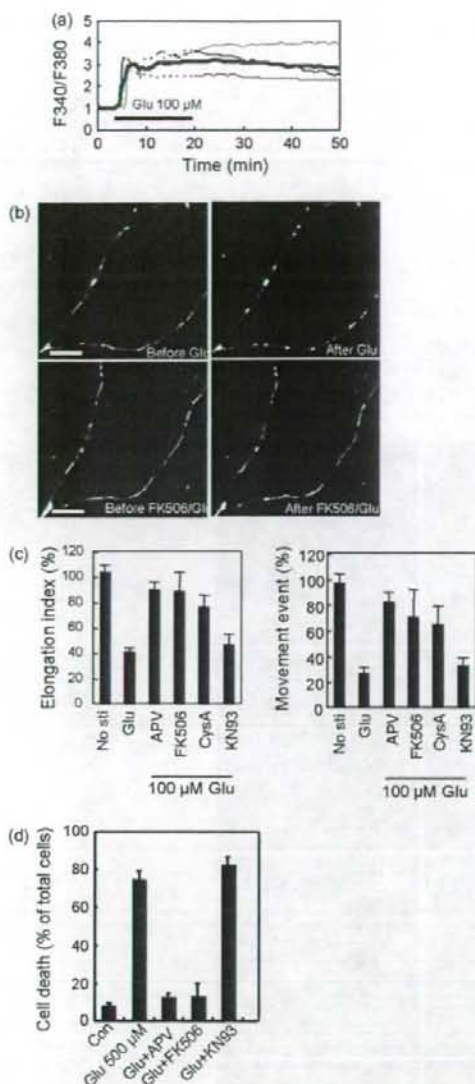 (a)
F340/F380
5
4
3
2
1
0
Glu 100 µM
0 10 20 30 40 50
Time (min)
(b)
Before Glu
After Glu
Before FK506/Glu
After FK506/Glu
(c)
Elongation index (%)
120
100
80
60
40
20
0
No sti
Glu
APV
FK506
CysA
KN93
100 µM Glu
Movement event (%)
120
100
80
60
40
20
0
No sti
Glu
APV
FK506
CysA
KN93
100 µM Glu
(d)
Cell death (% of total cells)
100
80
60
40
20
0
Con
Glu 500 µM
Glu+APV
Glu+FK506
Glu+KN93